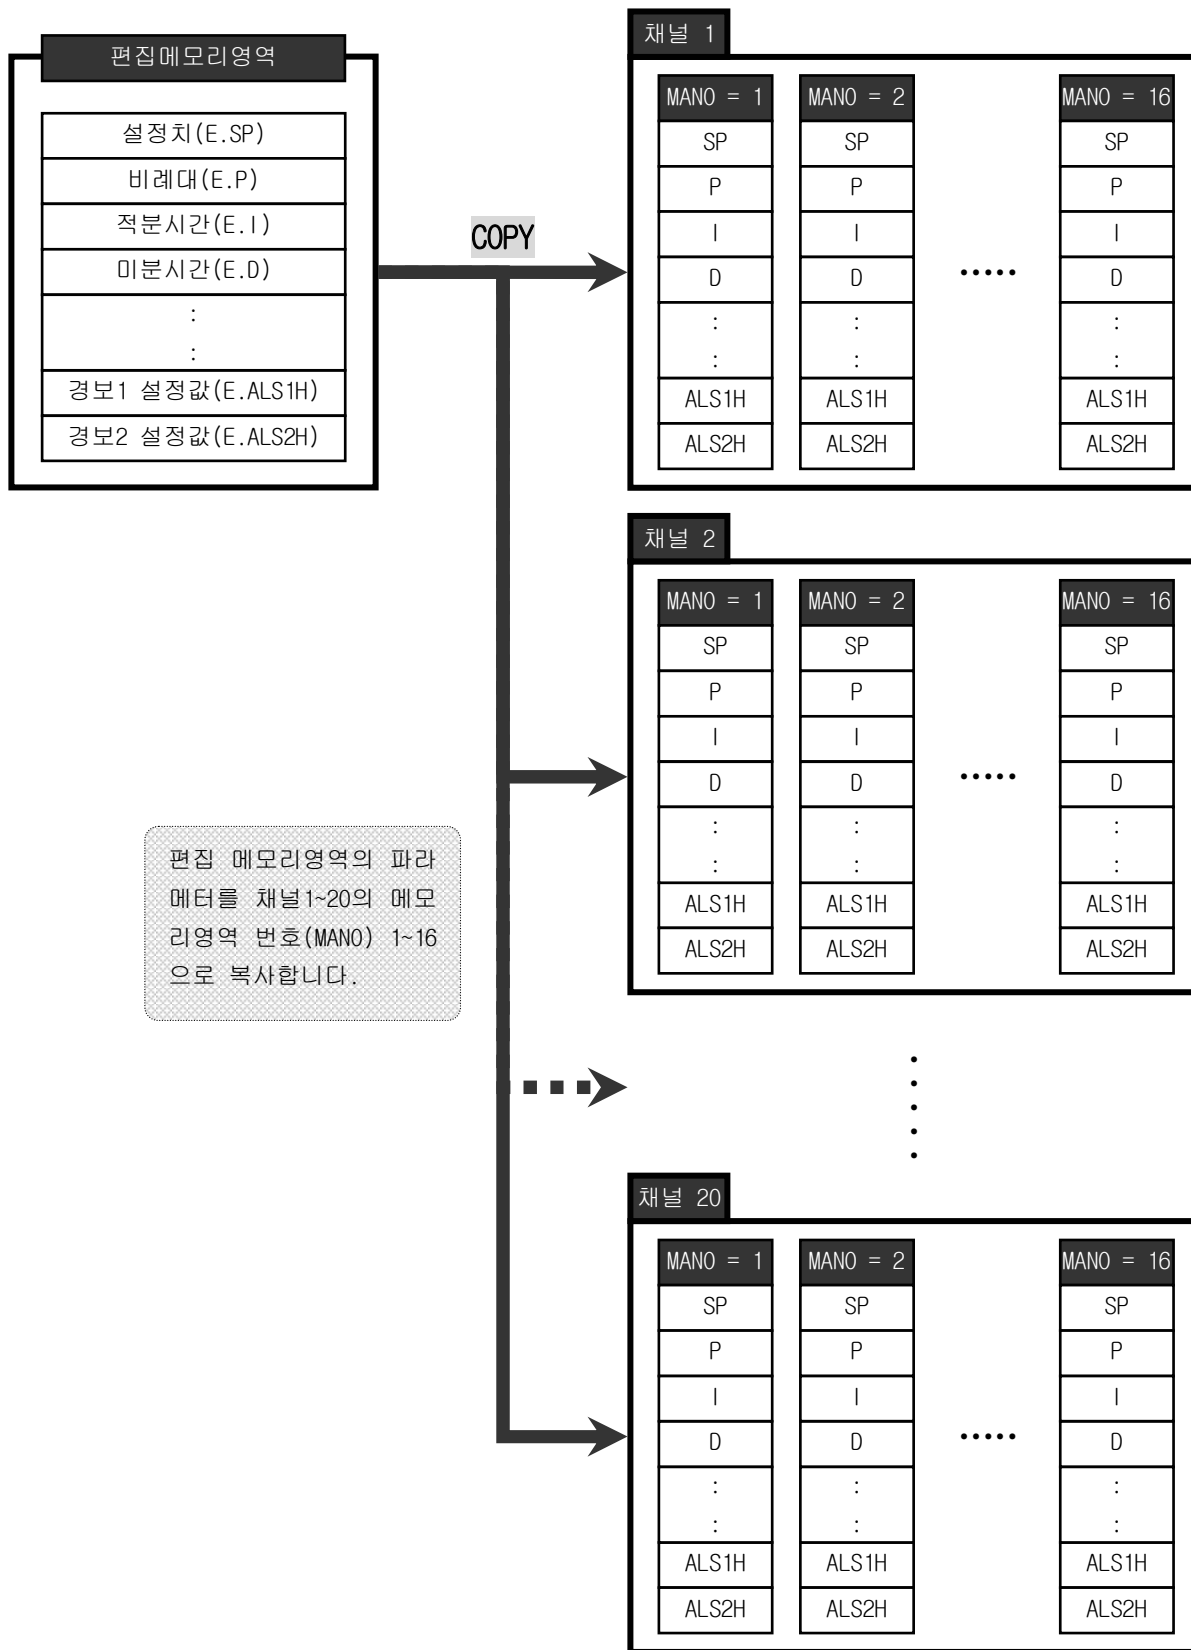 편집메모리영역
설정치(E.SP)
비례대(E.P)
적분시간(E.I)
미분시간(E.D)
:
:
경보1 설정값(E.ALS1H)
경보2 설정값(E.ALS2H)
COPY
편집 메모리영역의 파라
메터를 채널1~20의 메모
리영역 번호(MANO) 1~16
으로 복사합니다.
채널 1
MANO = 1 MANO = 2 MANO = 16
SP SP SP
P P P
I I I
D D ..... D
: : :
: : :
ALS1H ALS1H ALS1H
ALS2H ALS2H ALS2H
채널 2
MANO = 1 MANO = 2 MANO = 16
SP SP SP
P P P
I I I
D D ..... D
: : :
: : :
ALS1H ALS1H ALS1H
ALS2H ALS2H ALS2H
채널 20
MANO = 1 MANO = 2 MANO = 16
SP SP SP
P P P
I I I
D D ..... D
: : :
: : :
ALS1H ALS1H ALS1H
ALS2H ALS2H ALS2H